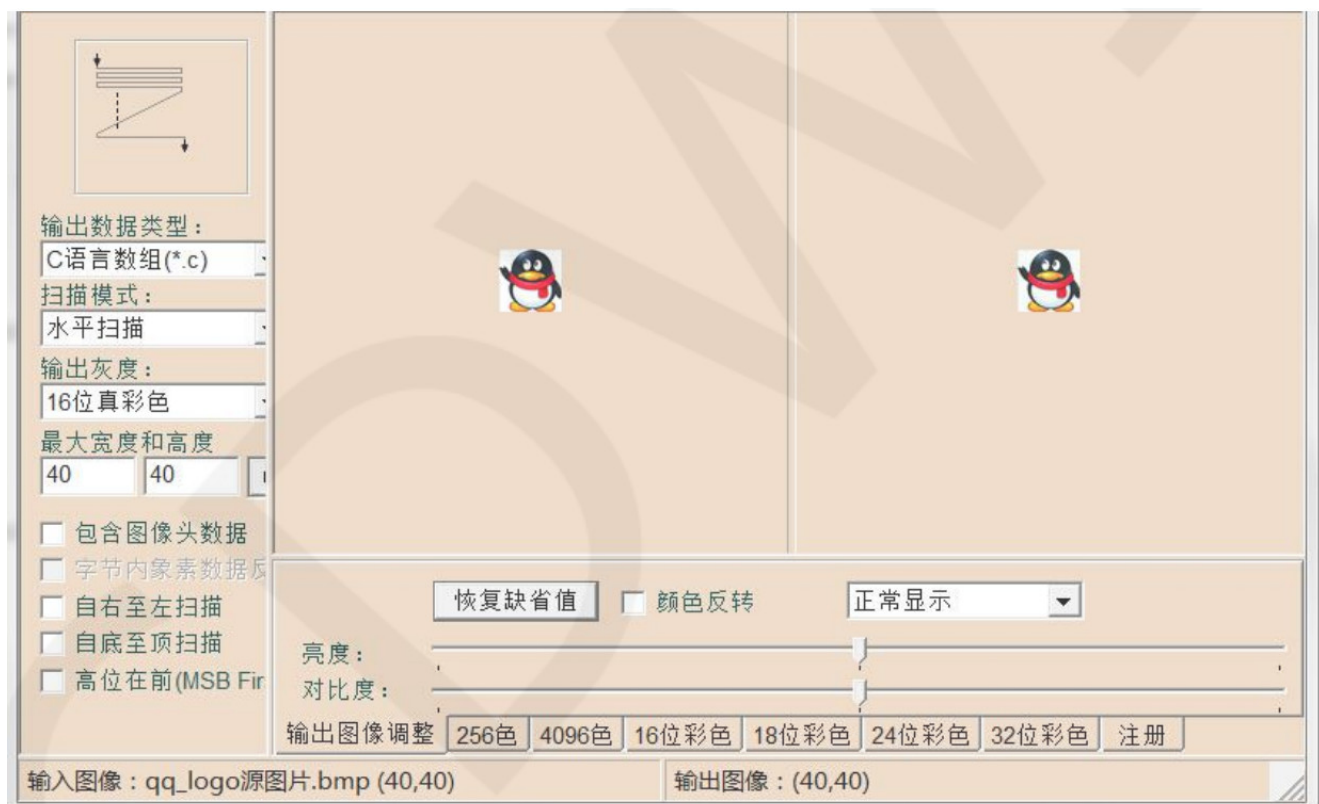 输出数据类型：
C语言数组(*.c)
扫描模式：
水平扫描
输出灰度：
16位真彩色
最大宽度和高度
40 40
包含图像头数据
字节内象素数据反
自右至左扫描
自底至顶扫描
高位在前(MSB Fir
恢复缺省值 颜色反转 正常显示
亮度：
对比度：
输出图像调整 256色 4096色 16位彩色 18位彩色 24位彩色 32位彩色 注册
输入图像：qq_logo源图片.bmp (40,40) 输出图像：(40,40)